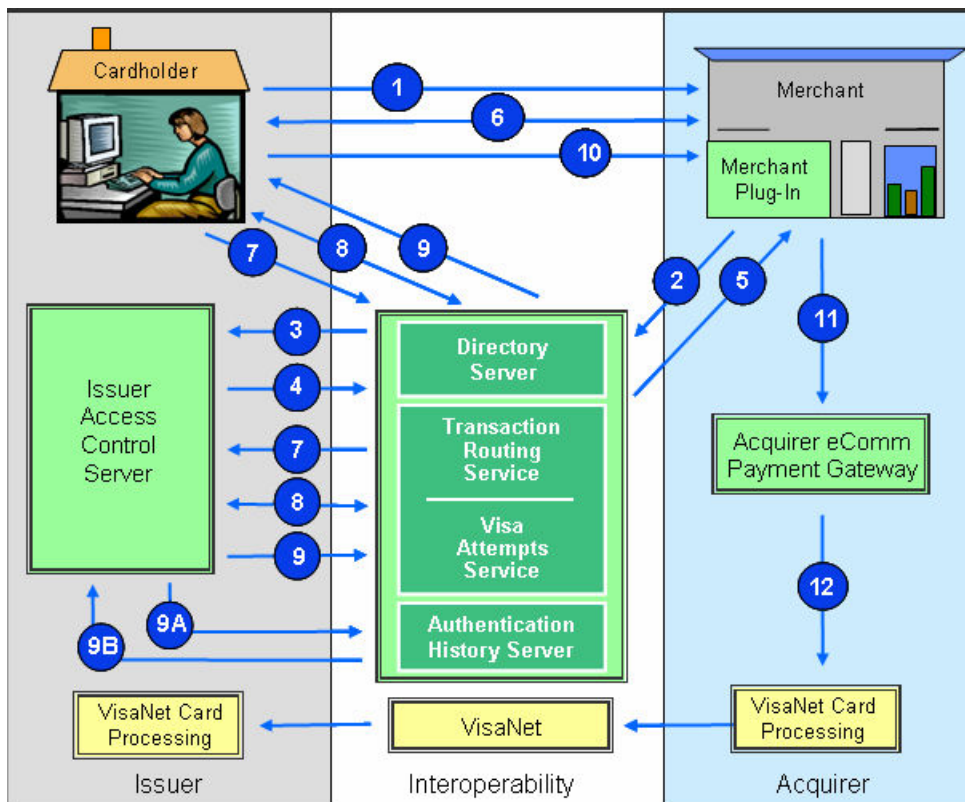 Cardholder
1
Merchant
6
10
Merchant
Plug-In
7
8
9
2
5
3
Directory
Server
11
4
Issuer
Access
Control
Server
Transaction
Routing
Service
7
Acquirer eComm
Payment Gateway
8
Visa
Attempts
Service
9
12
9A
9B
Authentication
History Server
VisaNet Card
Processing
VisaNet
VisaNet Card
Processing
Issuer
Interoperability
Acquirer